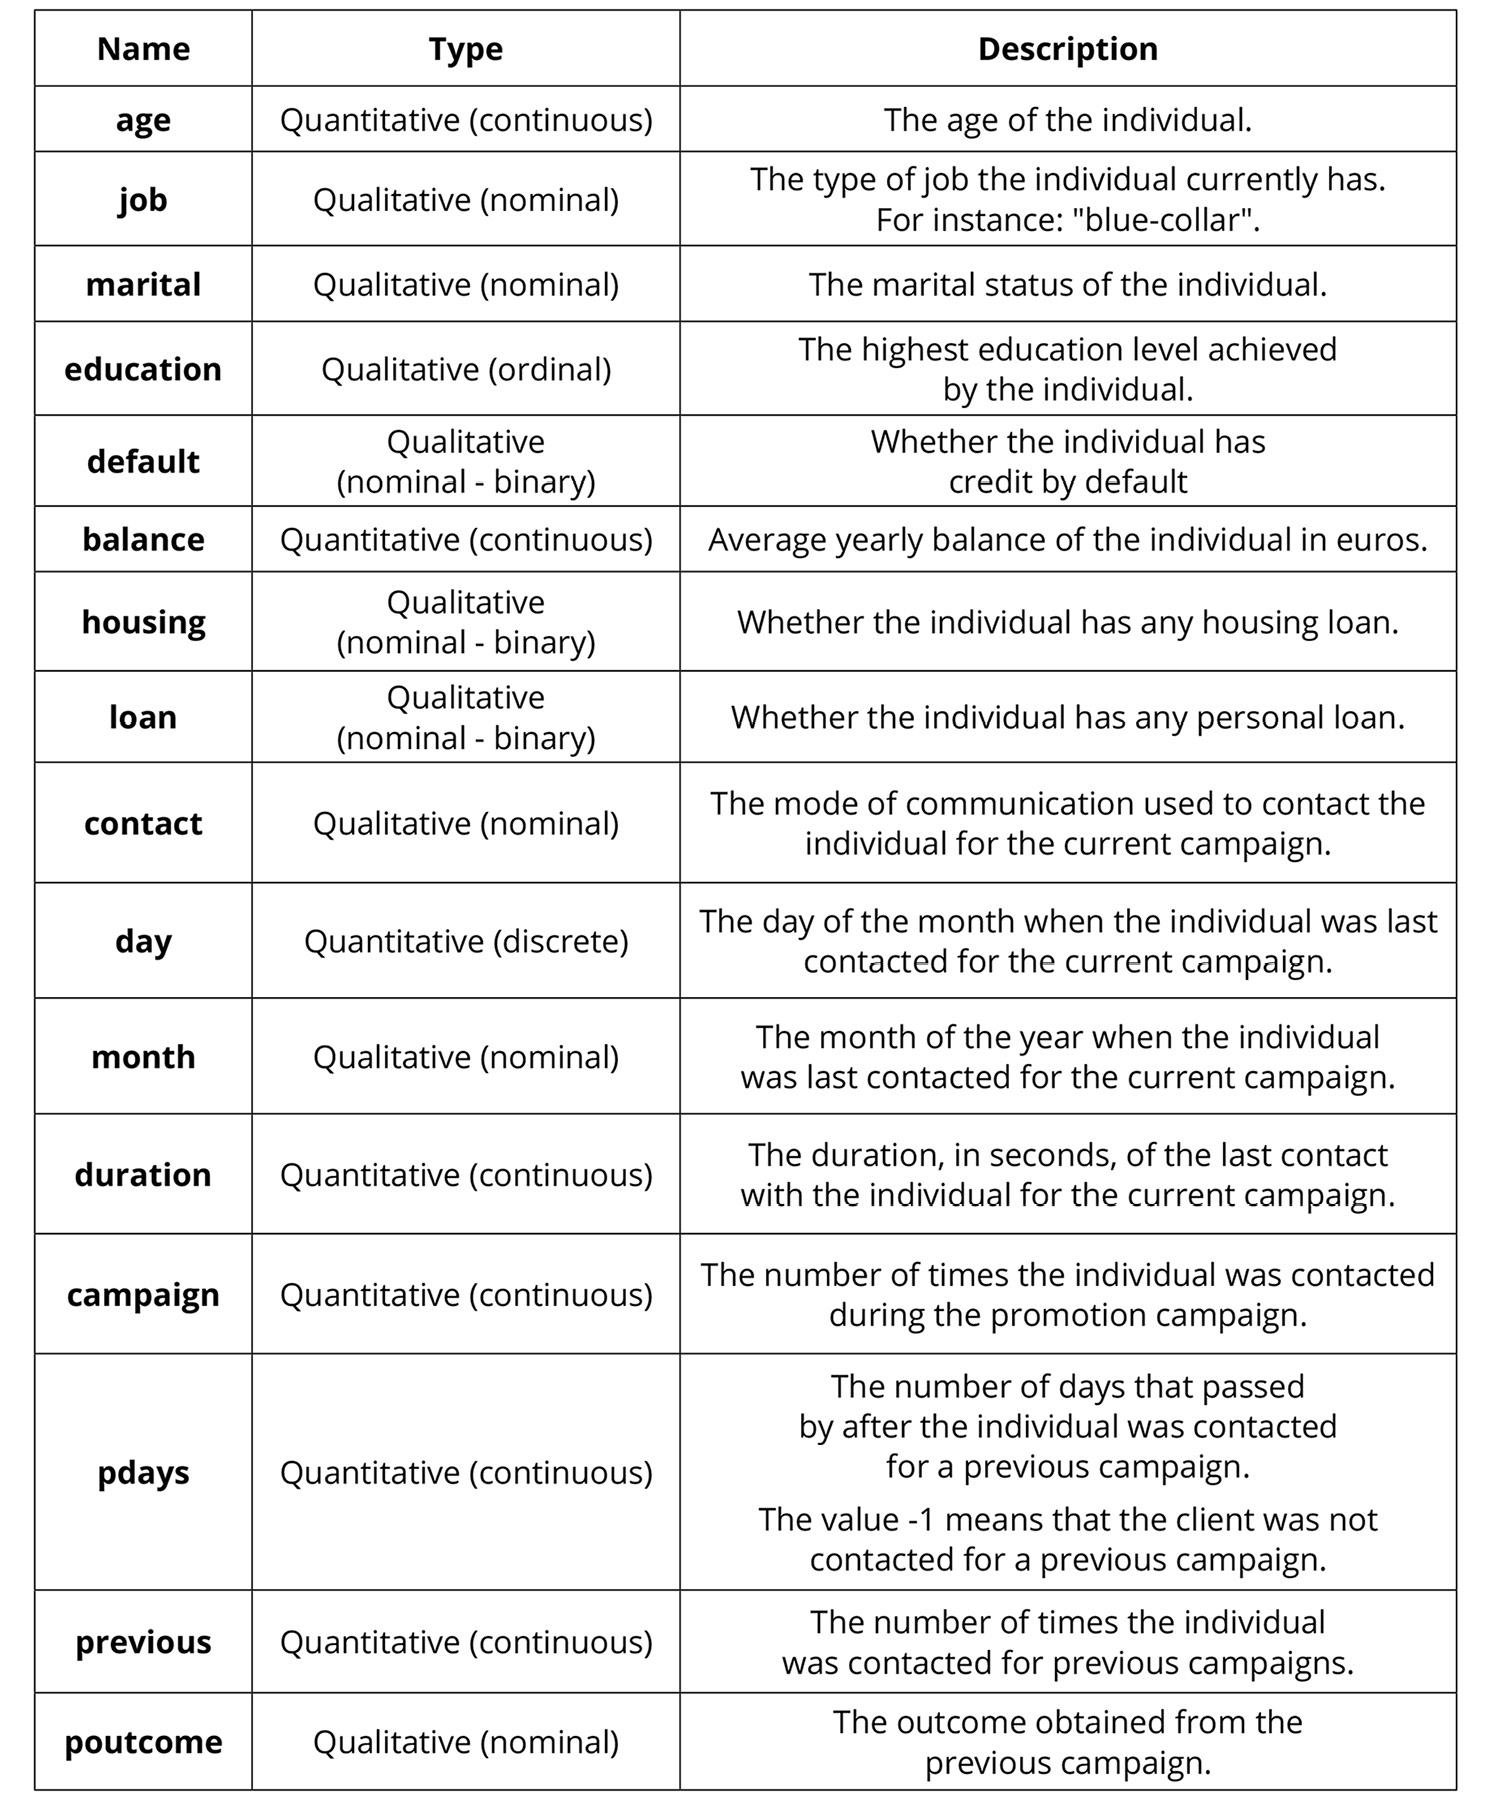 Name Type Description
age Quantitative (continuous) The age of the individual.
job Qualitative (nominal) The type of job the individual currently has.
For instance: "blue-collar".
marital Qualitative (nominal) The marital status of the individual.
education Qualitative (ordinal) The highest education level achieved
by the individual.
default Qualitative
(nominal - binary) Whether the individual has
credit by default
balance Quantitative (continuous) Average yearly balance of the individual in euros.
housing Qualitative
(nominal - binary) Whether the individual has any housing loan.
loan Qualitative
(nominal - binary) Whether the individual has any personal loan.
contact Qualitative (nominal) The mode of communication used to contact the
individual for the current campaign.
day Quantitative (discrete) The day of the month when the individual was last
contacted for the current campaign.
month Qualitative (nominal) The month of the year when the individual
was last contacted for the current campaign.
duration Quantitative (continuous) The duration, in seconds, of the last contact
with the individual for the current campaign.
campaign Quantitative (continuous) The number of times the individual was contacted
during the promotion campaign.
pdays Quantitative (continuous) The number of days that passed
by after the individual was contacted
for a previous campaign.
The value -1 means that the client was not
contacted for a previous campaign.
previous Quantitative (continuous) The number of times the individual
was contacted for previous campaigns.
poutcome Qualitative (nominal) The outcome obtained from the
previous campaign.